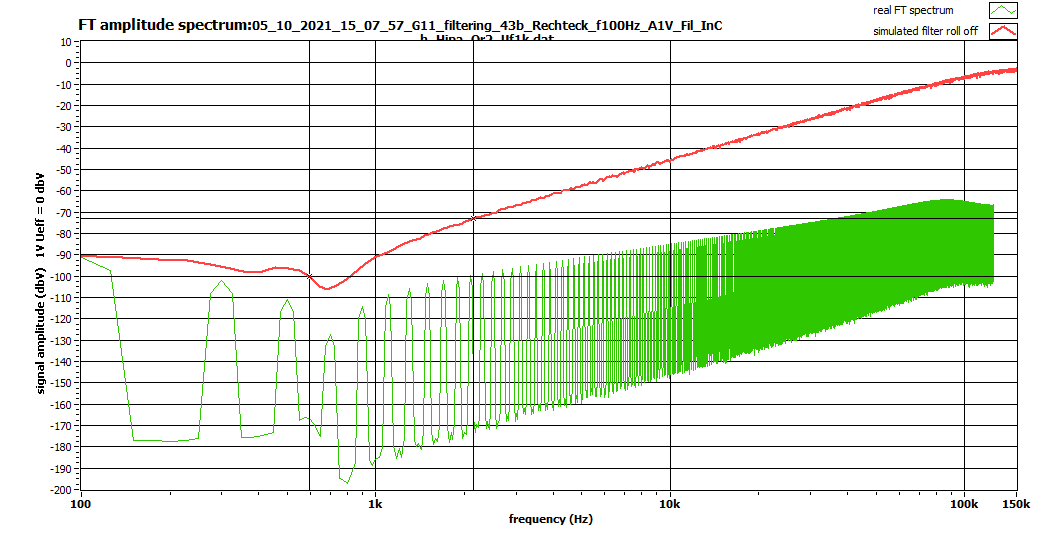 real FT spectrum
simulated filter roll off
FT amplitude spectrum:05_10_2021_15_07_57_G11_filtering_43b_Rechteck_f100Hz_A1V_Fil_InC
h_Hipa_Or2_Uf1k.dat
signal amplitude (dbV) 1V Ueff = 0 dbV
10
0
-10
-20
-30
-40
-50
-60
-70
-80
-90
-100
-110
-120
-130
-140
-150
-160
-170
-180
-190
-200
100
1k
10k
100k
150k
frequency (Hz)